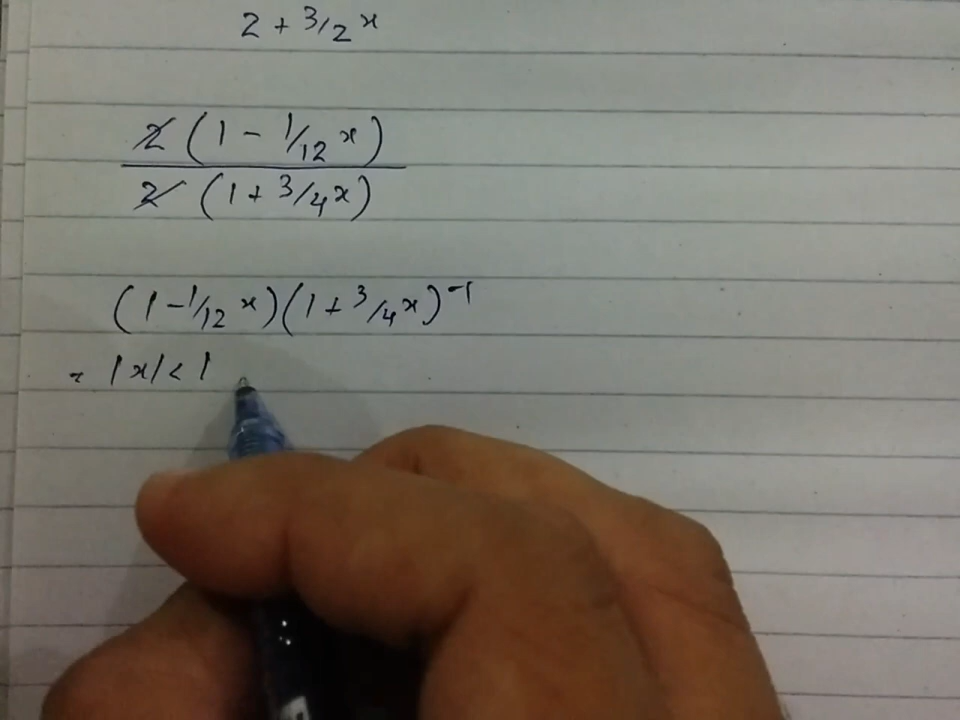 2 + 3/2 x
2 (1 - 1/12 x)
2 (1 + 3/4 x)
(1 - 1/12 x)(1 + 3/4 x)^-1
= |x| < 1